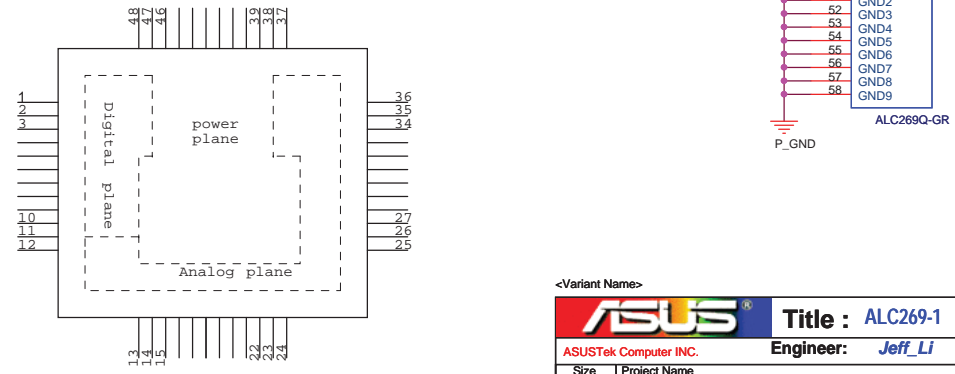 48
47
46
39
38
37
1
2
3
10
11
12
36
35
34
27
26
25
13
14
15
22
23
24
Digital plane
power
plane
Analog plane
GND2
52 GND3
53 GND4
54 GND5
55 GND6
56 GND7
57 GND8
58 GND9
ALC269Q-GR
P_GND
<Variant Name>
ASUS®
Title : ALC269-1
ASUSTek Computer INC.
Engineer: Jeff_Li
Size Project Name